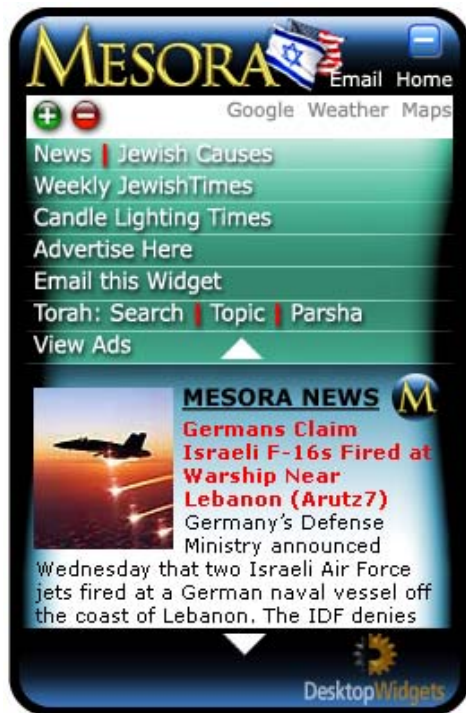 MESORA
Email Home
Google Weather Maps
News | Jewish Causes
Weekly JewishTimes
Candle Lighting Times
Advertise Here
Email this Widget
Torah: Search | Topic | Parsha
View Ads
MESORA NEWS M
Germans Claim
Israeli F-16s Fired at
Warship Near
Lebanon (Arutz7)
Germany's Defense
Ministry announced
Wednesday that two Israeli Air Force
jets fired at a German naval vessel off
the coast of Lebanon. The IDF denies
DesktopWidgets